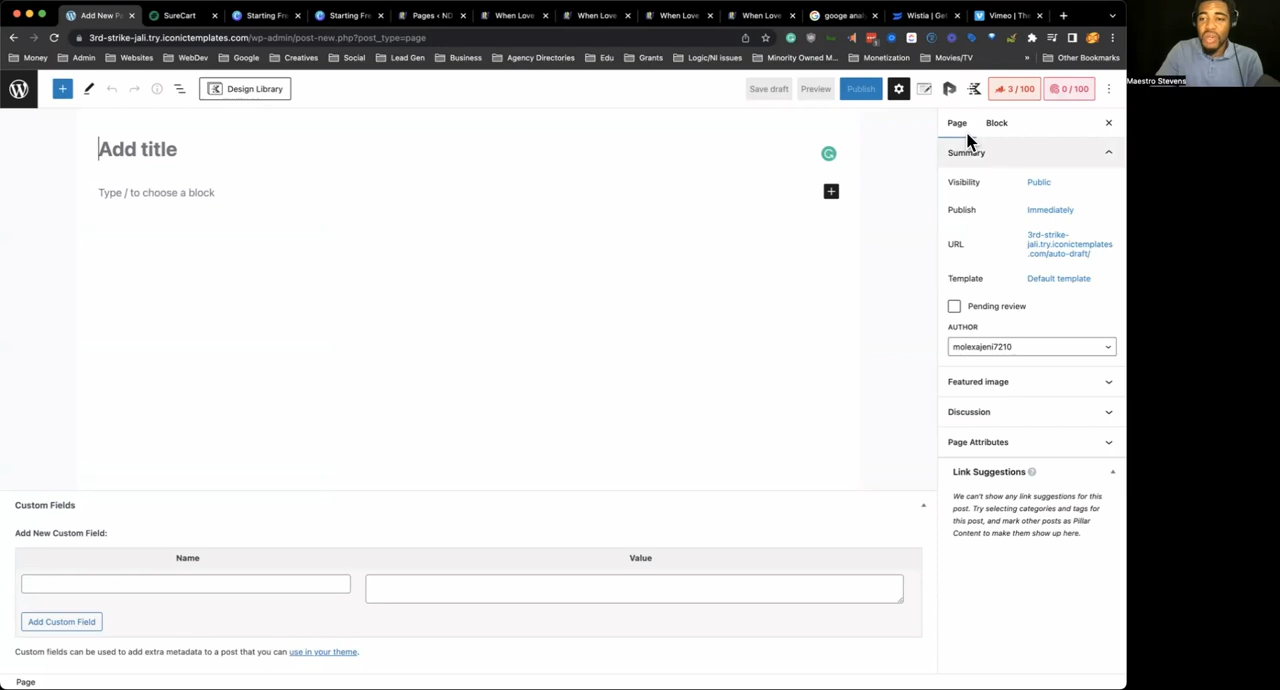 Add New Pa
SureCart
Starting Fre
Starting Fre
Pages ‹ ND
When Love
When Love
When Love
When Love
googe anal
Wistia | Get
Vimeo | The
3rd-strike-jali.try.iconictemplates.com/wp-admin/post-new.php?post_type=page
Money
Admin
Websites
WebDev
Google
Creatives
Social
Lead Gen
Business
Agency Directories
Edu
Grants
Logic/NI issues
Minority Owned M...
Monetization
Movies/TV
»
Other Bookmarks
Maestro Stevens
Design Library
Save draft
Preview
Publish
3 / 100
0 / 100
Page
Block
Add title
Type / to choose a block
Summary
Visibility
Public
Publish
Immediately
URL
3rd-strike-
jali.try.iconictemplates
.com/auto-draft/
Template
Default template
Pending review
AUTHOR
molexajeni7210
Featured image
Discussion
Page Attributes
Link Suggestions
We can't show any link suggestions for this
post. Try selecting categories and tags for
this post, and mark other posts as Pillar
Content to make them show up here.
Custom Fields
Add New Custom Field:
Name
Value
Add Custom Field
Custom fields can be used to add extra metadata to a post that you can use in your theme.
Page